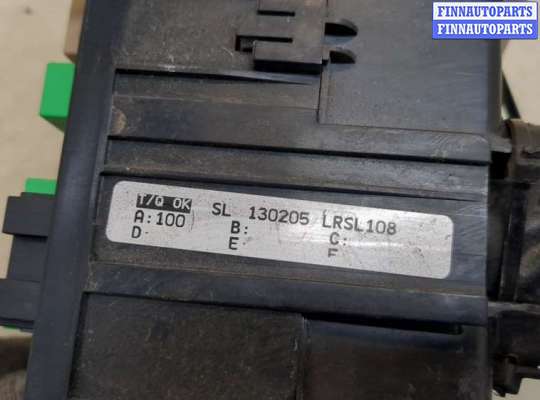 FINNAUTOPARTS
FINNAUTOPARTS
T/Q OK SL 130205 LRSL108
A:100 B: C:
D: E: F